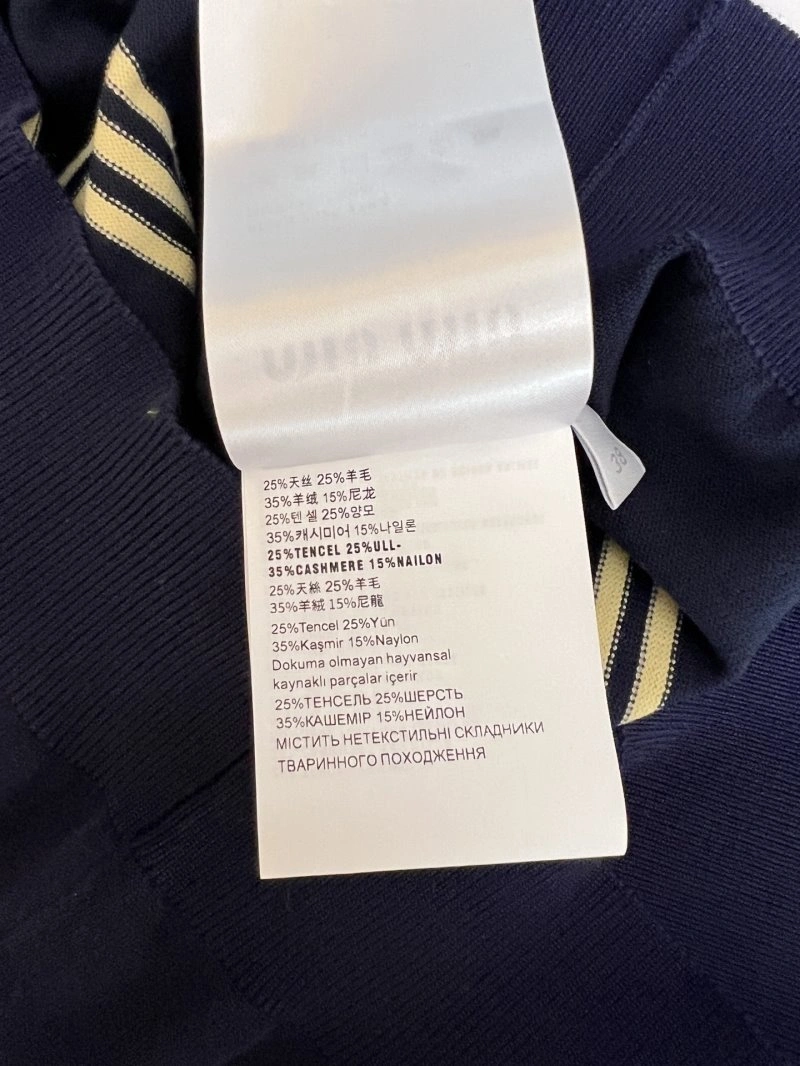 25%天丝 25%羊毛
35%羊绒 15%尼龙
25%텐 셀 25%양모
35%캐시미어 15%나일론
25%TENCEL 25%ULL-
35%CASHMERE 15%NAILON
25%天絲 25%羊毛
35%羊絨 15%尼龍
25%Tencel 25%Yün
35%Kaşmir 15%Naylon
Dokuma olmayan hayvansal
kaynaklı parçalar içerir
25%ТЕНСЕЛЬ 25%ШЕРСТЬ
35%КАШЕМІР 15%НЕЙЛОН
МІСТИТЬ НЕТЕКСТИЛЬНІ СКЛАДНИКИ
ТВАРИННОГО ПОХОДЖЕННЯ